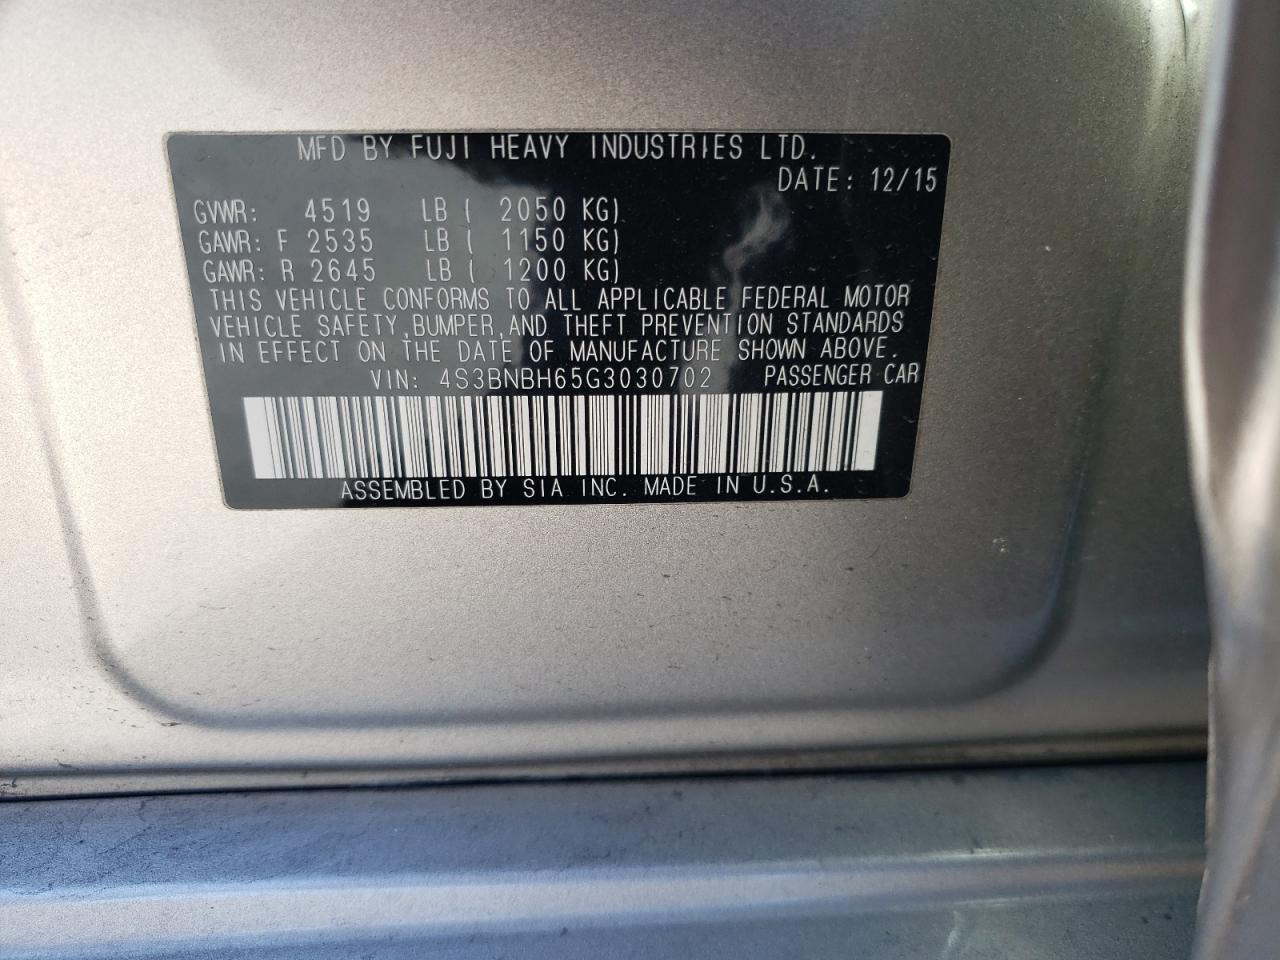 MFD BY FUJI HEAVY INDUSTRIES LTD.
DATE: 12/15
GVWR: 4519 LB ( 2050 KG)
GAWR: F 2535 LB ( 1150 KG)
GAWR: R 2645 LB ( 1200 KG)
THIS VEHICLE CONFORMS TO ALL APPLICABLE FEDERAL MOTOR
VEHICLE SAFETY,BUMPER,AND THEFT PREVENTION STANDARDS
IN EFFECT ON THE DATE OF MANUFACTURE SHOWN ABOVE.
VIN: 4S3BNBH65G3030702 PASSENGER CAR
ASSEMBLED BY SIA INC. MADE IN U.S.A.